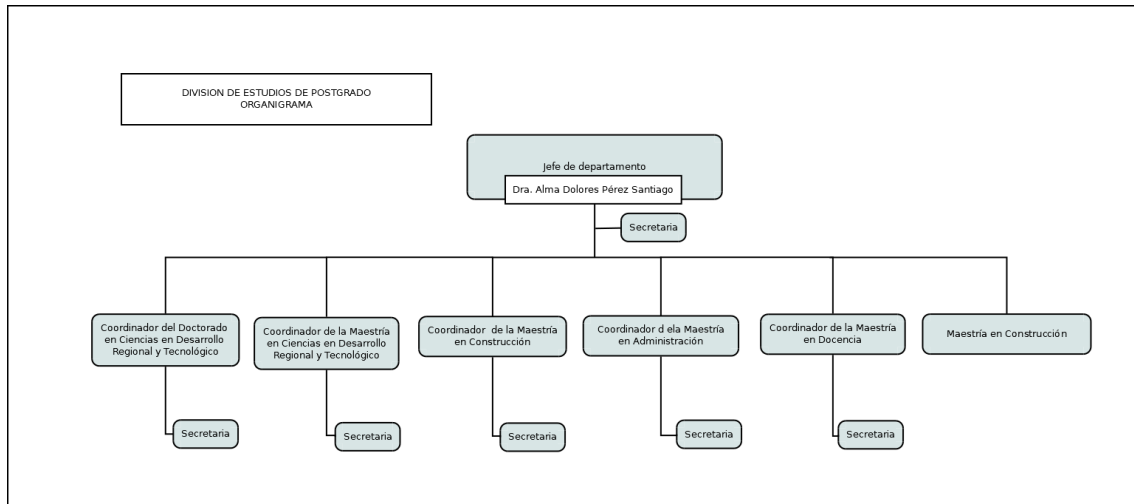 DIVISION DE ESTUDIOS DE POSTGRADO
ORGANIGRAMA
Jefe de departamento
Dra. Alma Dolores Pérez Santiago
Secretaria
Coordinador del Doctorado
en Ciencias en Desarrollo
Regional y Tecnológico
Coordinador de la Maestría
en Ciencias en Desarrollo
Regional y Tecnológico
Coordinador de la Maestría
en Construcción
Coordinador d ela Maestría
en Administración
Coordinador de la Maestría
en Docencia
Maestría en Construcción
Secretaria
Secretaria
Secretaria
Secretaria
Secretaria